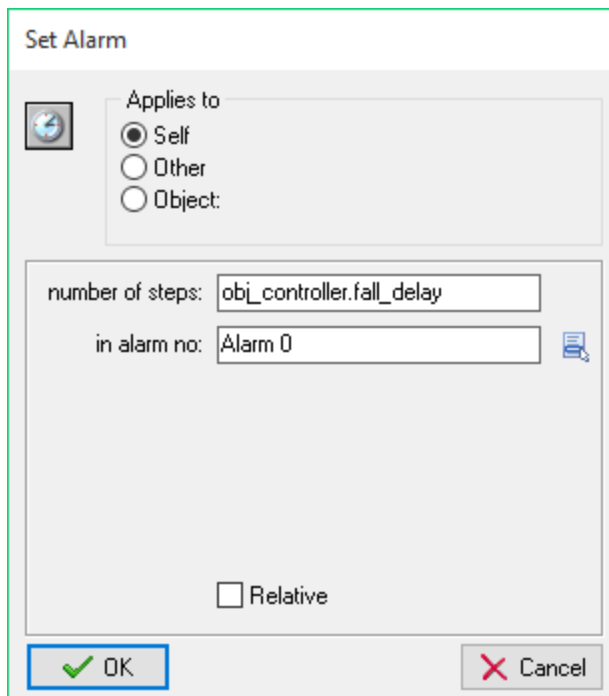 Set Alarm
Applies to
Self
Other
Object:
number of steps: obj_controller.fall_delay
in alarm no: Alarm 0
Relative
OK Cancel